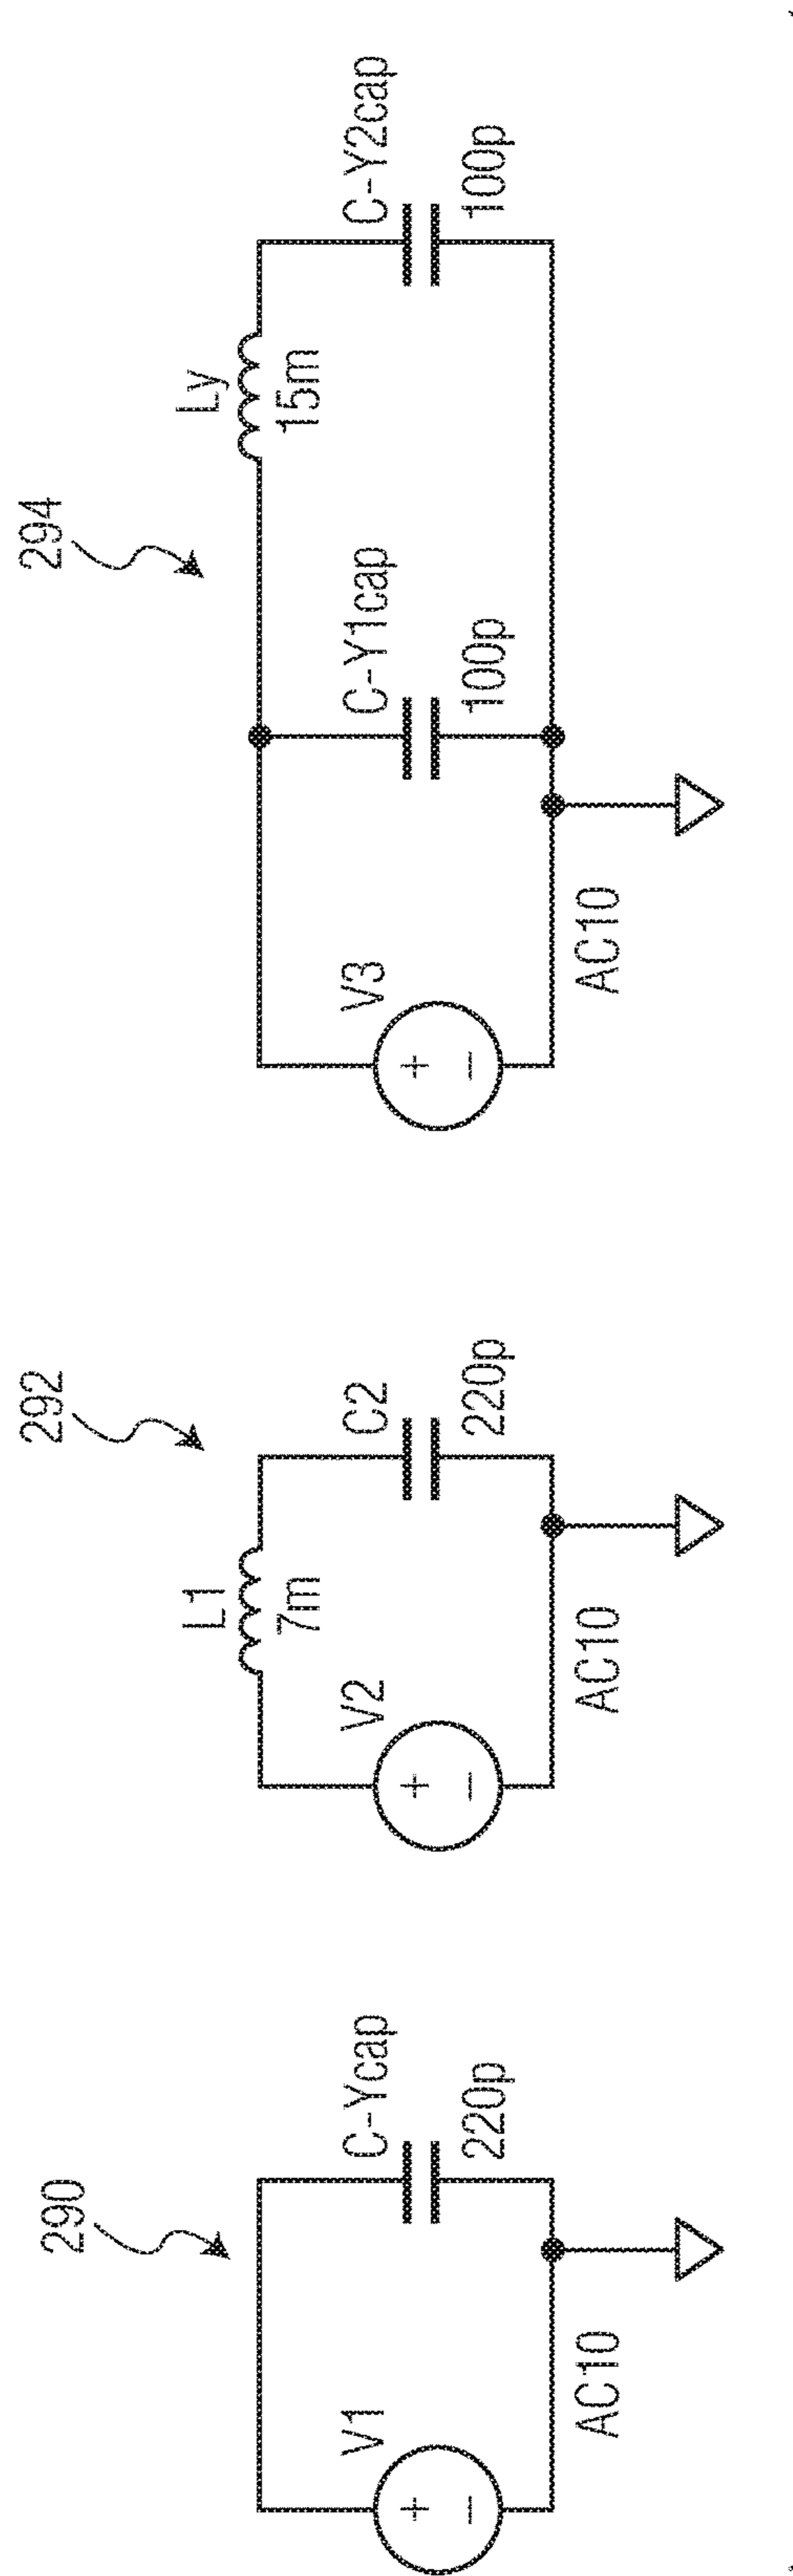 290
V1
+
−
C-Ycap
220p
AC10
292
L1
7m
V2
+
−
C2
220p
AC10
294
Ly
15m
V3
+
−
C-Y1cap
100p
C-Y2cap
100p
AC10